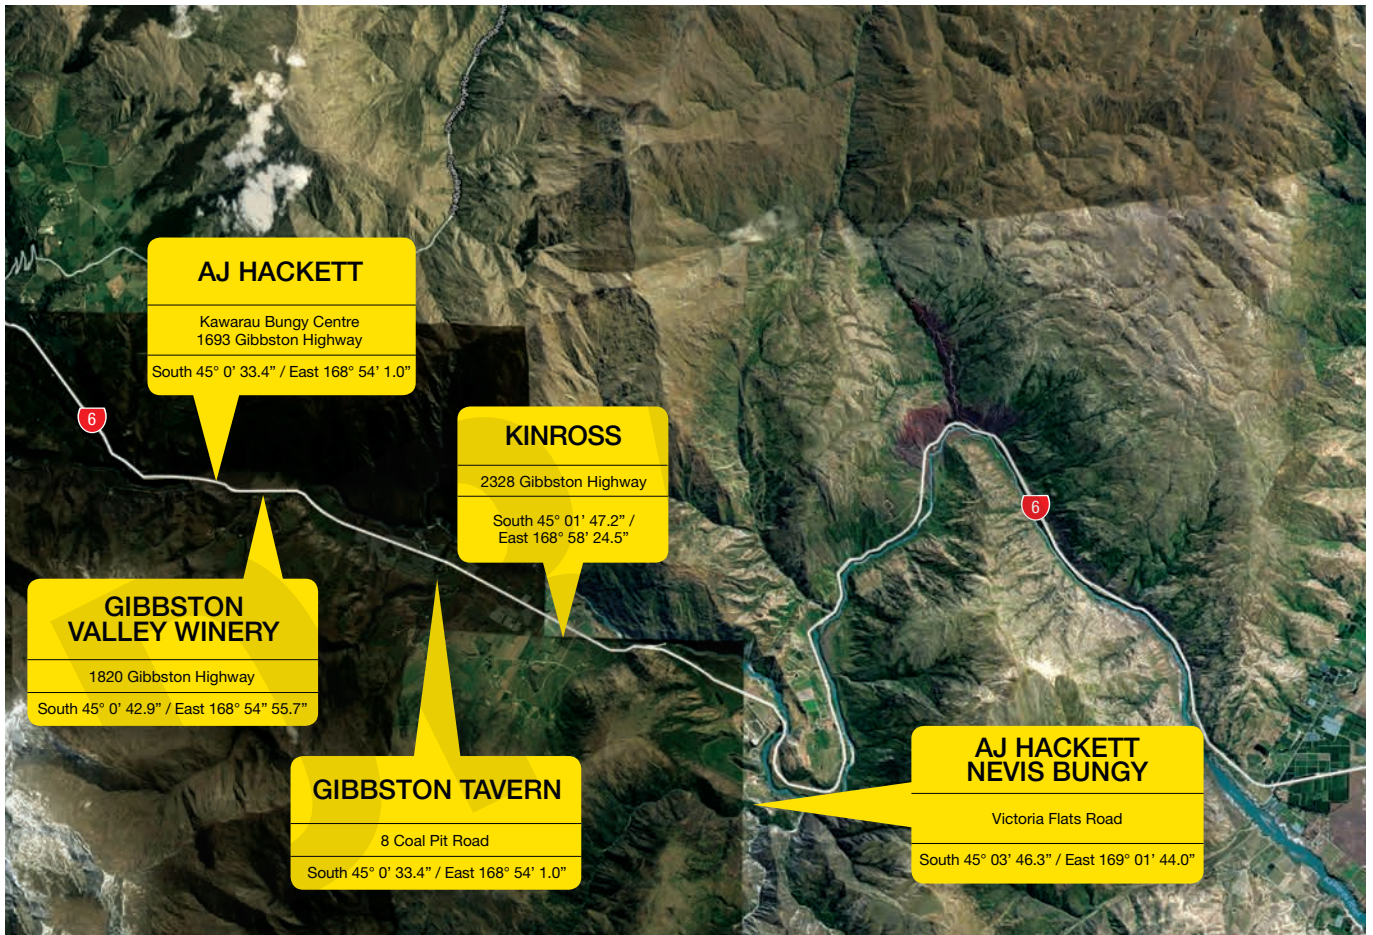 AJ HACKETT
Kawarau Bungy Centre
1693 Gibbston Highway
South 45° 0’ 33.4” / East 168° 54’ 1.0”
6
KINROSS
2328 Gibbston Highway
South 45° 01’ 47.2” /
East 168° 58’ 24.5”
6
GIBBSTON
VALLEY WINERY
1820 Gibbston Highway
South 45° 0’ 42.9” / East 168° 54” 55.7”
GIBBSTON TAVERN
8 Coal Pit Road
South 45° 0’ 33.4” / East 168° 54’ 1.0”
AJ HACKETT
NEVIS BUNGY
Victoria Flats Road
South 45° 03’ 46.3” / East 169° 01’ 44.0”